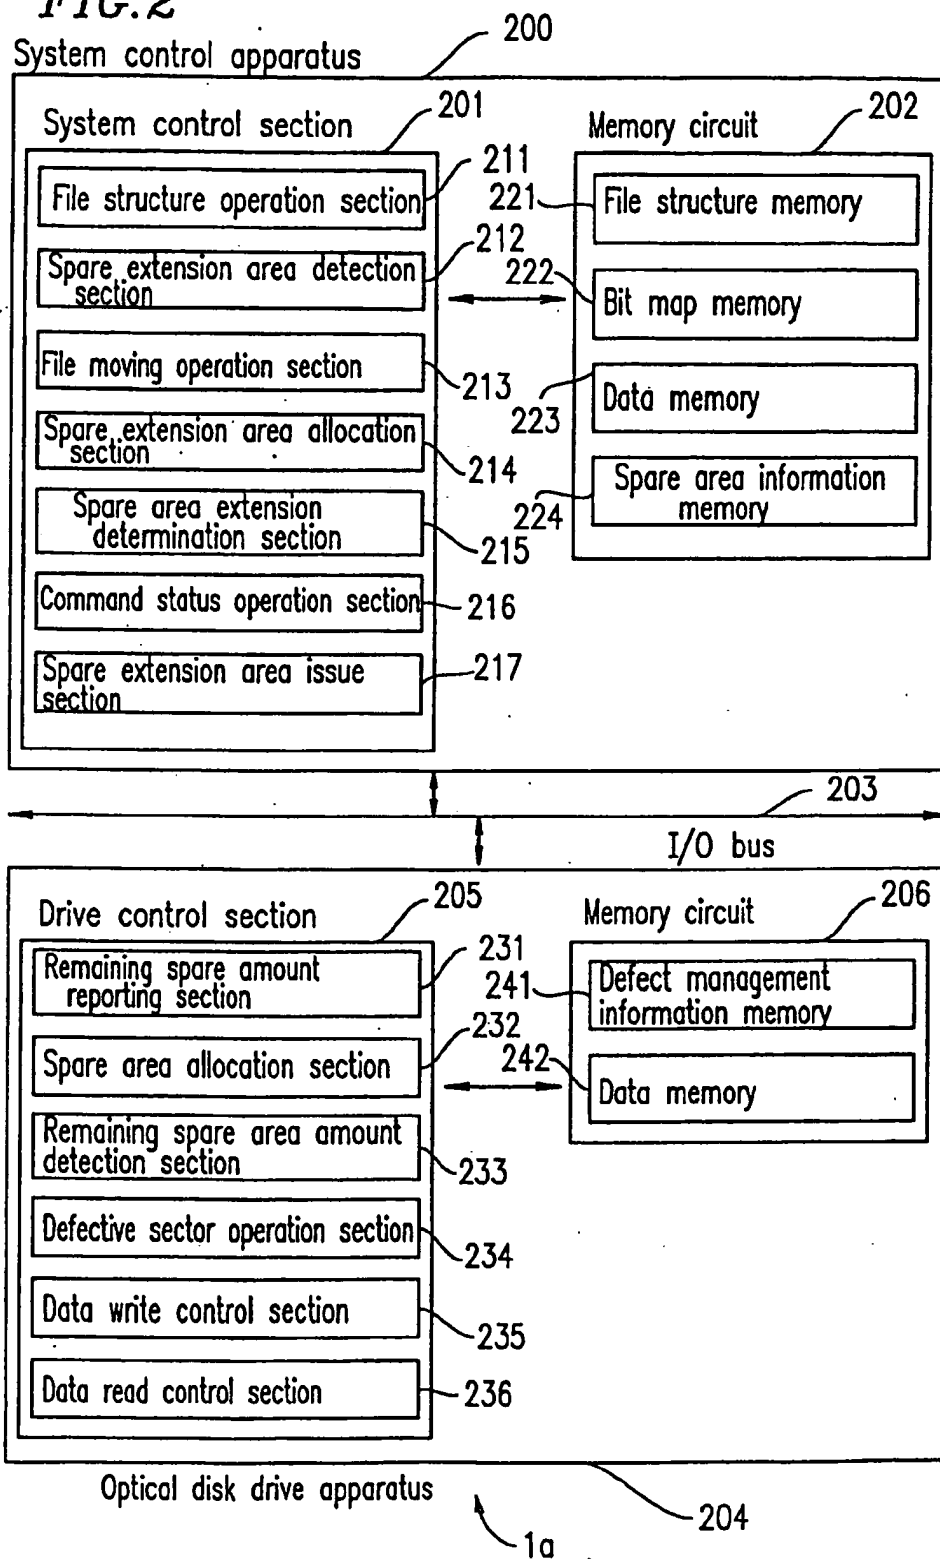 FIG. 2
200
System control apparatus
System control section
201
Memory circuit
202
File structure operation section
211
Spare extension area detection
section
212
File moving operation section
213
Spare extension area allocation
section
214
Spare area extension
determination section
215
Command status operation section
216
Spare extension area issue
section
217
221
File structure memory
222
Bit map memory
223
Data memory
224
Spare area information
memory
203
I/O bus
Drive control section
205
Memory circuit
206
Remaining spare amount
reporting section
231
Spare area allocation section
232
Remaining spare area amount
detection section
233
Defective sector operation section
234
Data write control section
235
Data read control section
236
241
Defect management
information memory
242
Data memory
Optical disk drive apparatus
204
1a